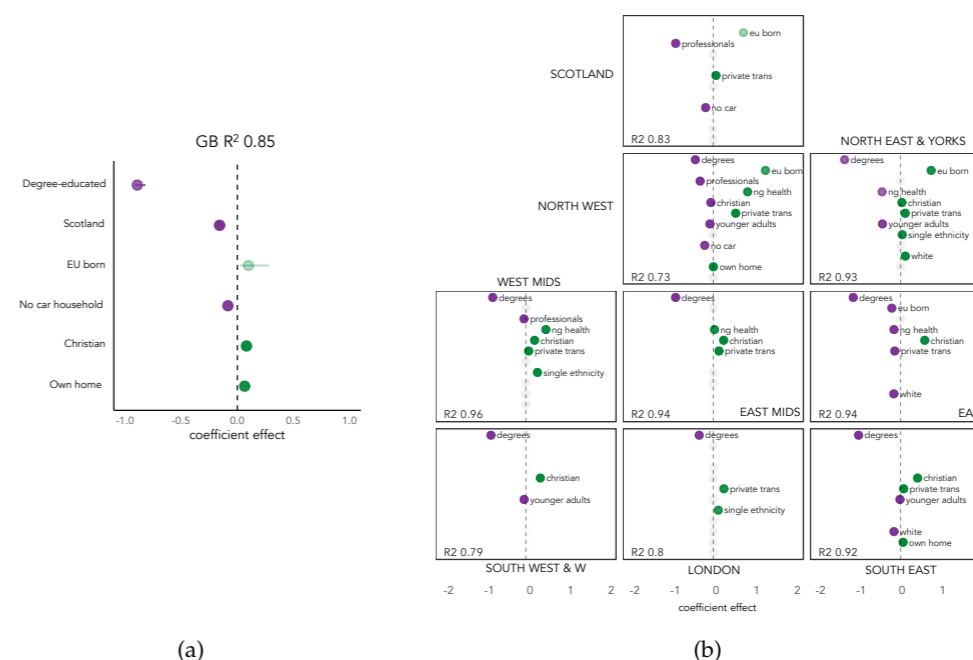 GB R² 0.85
Degree-educated
Scotland
EU born
No car household
Christian
Own home
-1.0 -0.5 0.0 0.5 1.0
coefficient effect
(a)
SCOTLAND
eu born
professionals
private trans
no car
R2 0.83
NORTH WEST
degrees
eu born
professionals
ng health
christian
private trans
younger adults
no car
own home
R2 0.73
NORTH EAST & YORKS
degrees
eu born
ng health
christian
private trans
younger adults
single ethnicity
white
R2 0.93
WEST MIDS
degrees
professionals
ng health
christian
private trans
single ethnicity
R2 0.96
degrees
ng health
christian
private trans
R2 0.94
EAST MIDS
degrees
eu born
ng health
christian
private trans
white
R2 0.94
EA
degrees
christian
younger adults
R2 0.79
SOUTH WEST & W
degrees
private trans
single ethnicity
R2 0.8
LONDON
degrees
christian
private trans
younger adults
white
own home
R2 0.92
SOUTH EAST
-2 -1 0 1 2
-2 -1 0 1 2
-2 -1 0 1 2
coefficient effect
(b)